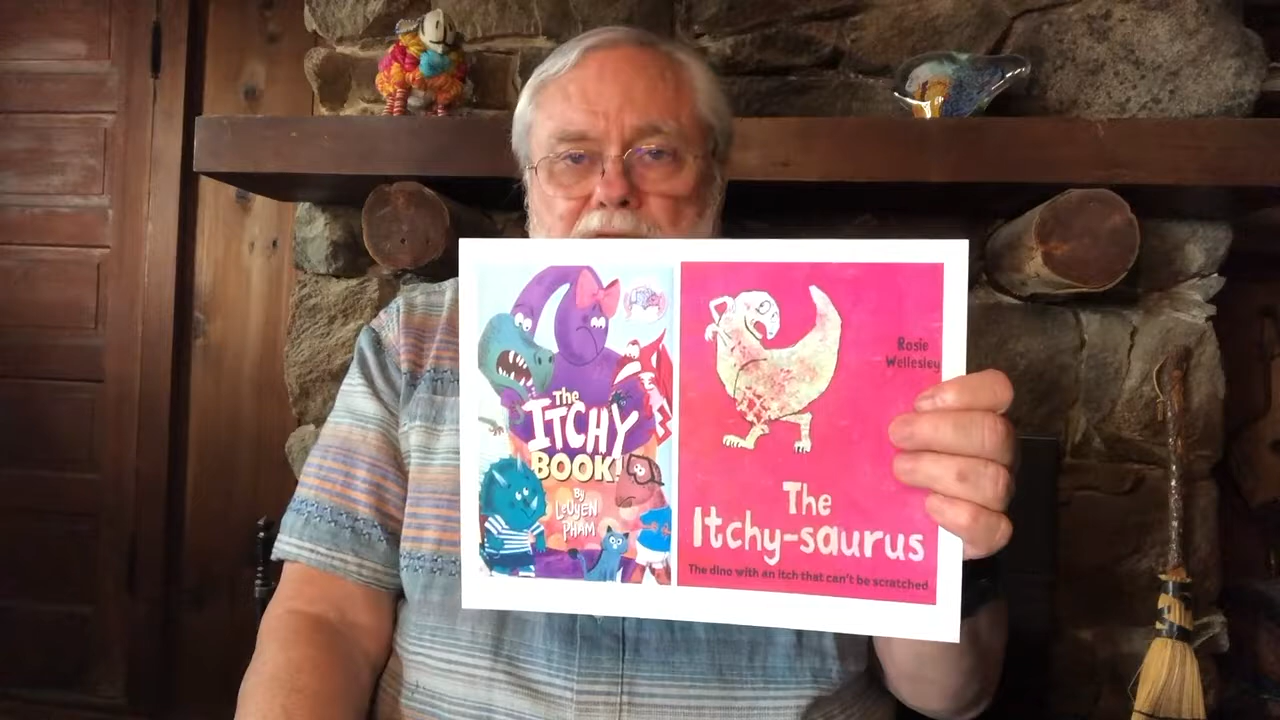 The
ITCHY
BOOK!
By
LeUyEN
PHAM
Rosie
Wellesley
The
Itchy-saurus
The dino with an itch that can't be scratched